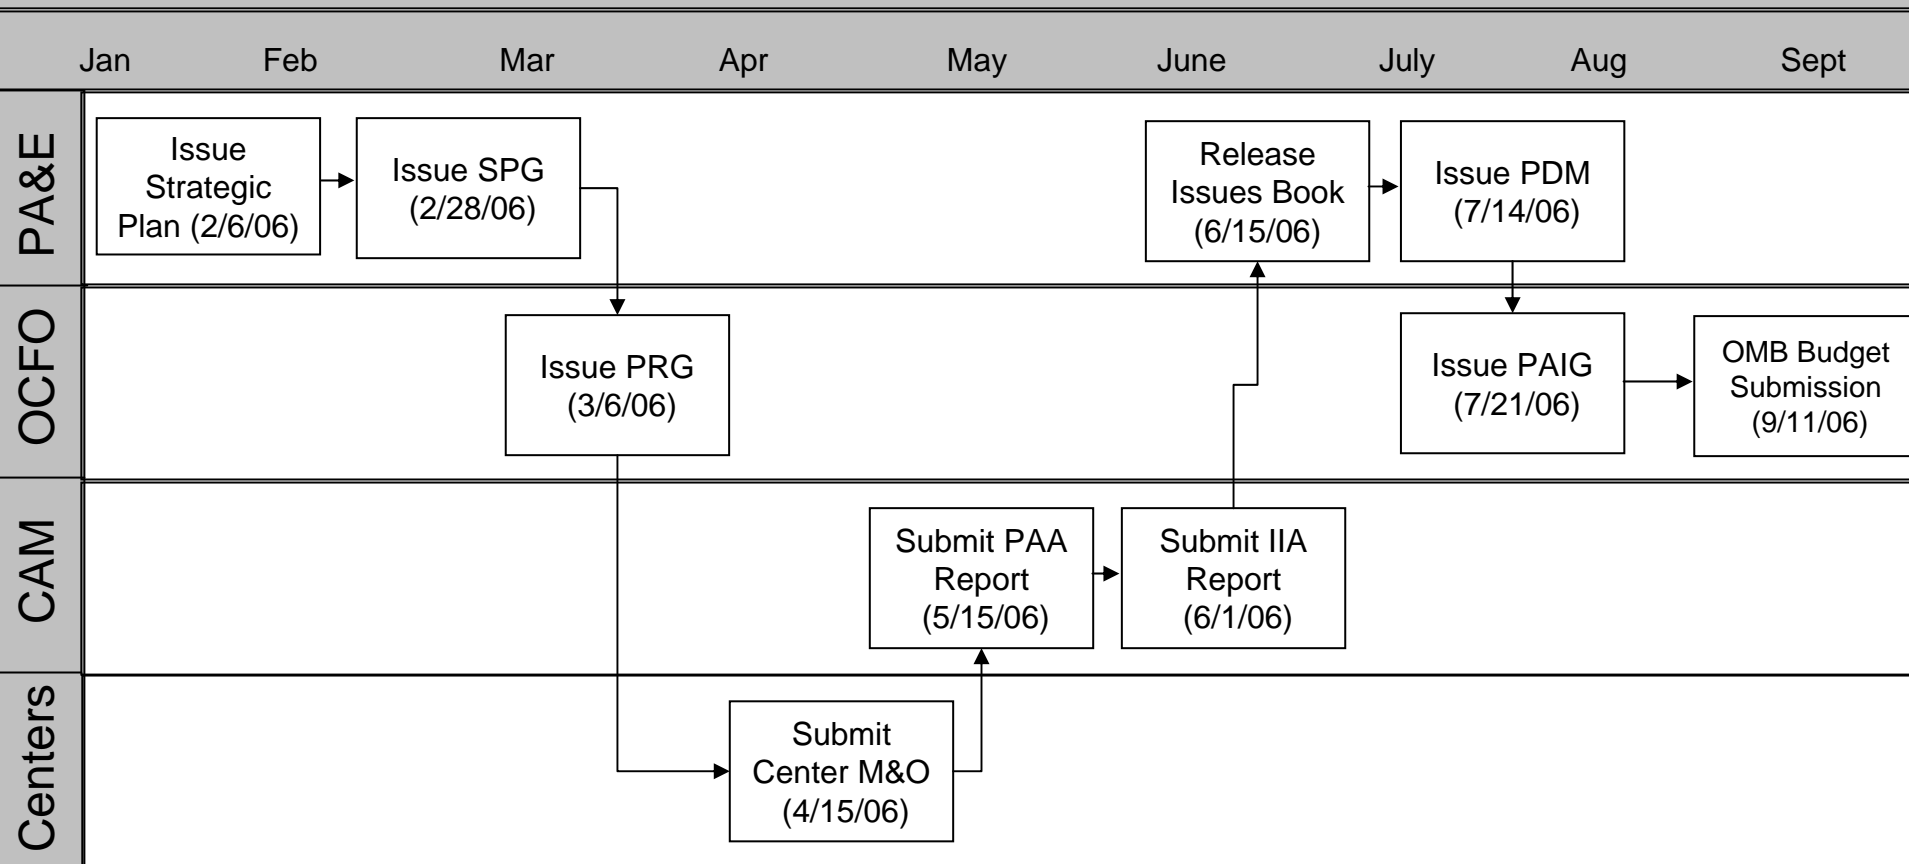 Jan Feb Mar Apr May June July Aug Sept
PA&E
Issue
Strategic
Plan (2/6/06)
Issue SPG
(2/28/06)
Release
Issues Book
(6/15/06)
Issue PDM
(7/14/06)
OCFO
Issue PRG
(3/6/06)
Issue PAIG
(7/21/06)
OMB Budget
Submission
(9/11/06)
CAM
Submit PAA
Report
(5/15/06)
Submit IIA
Report
(6/1/06)
Centers
Submit
Center M&O
(4/15/06)